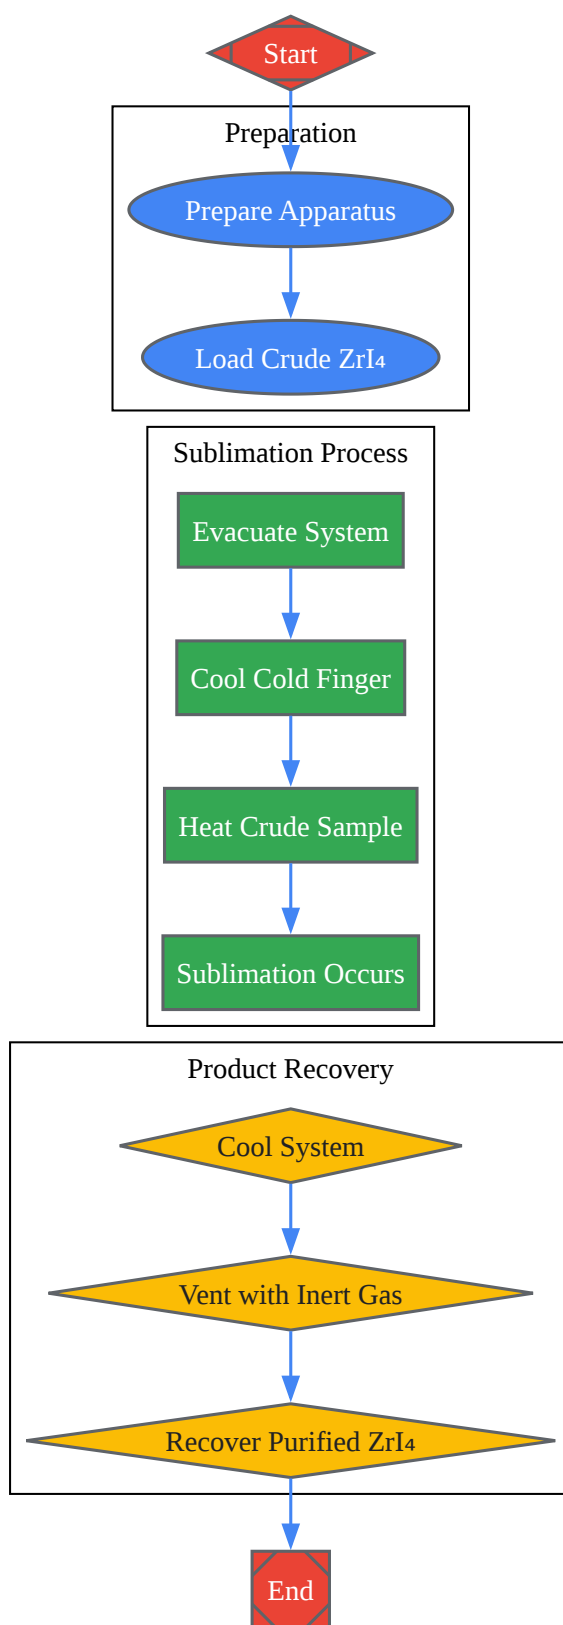 Start
Preparation
Prepare Apparatus
Load Crude ZrI₄
Sublimation Process
Evacuate System
Cool Cold Finger
Heat Crude Sample
Sublimation Occurs
Product Recovery
Cool System
Vent with Inert Gas
Recover Purified ZrI₄
End